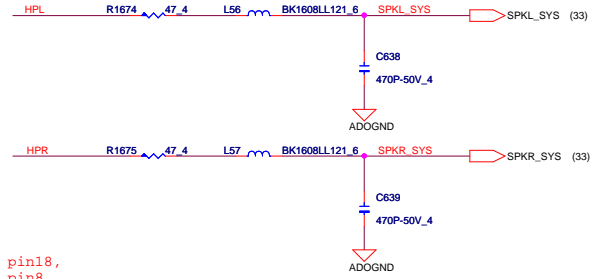 HPL R1674 47_4 L56 BK1608LL121_6 SPKL_SYS SPKL_SYS (33)
C638
470P-50V_4
ADOGND
HPR R1675 47_4 L57 BK1608LL121_6 SPKR_SYS SPKR_SYS (33)
C639
470P-50V_4
ADOGND
pin18,
pin8